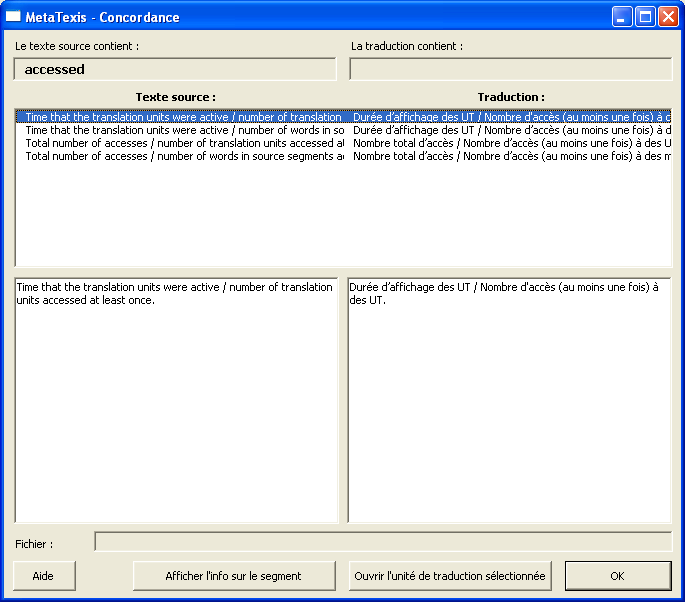 MetaTexis - Concordance
Le texte source contient :
La traduction contient :
accessed
Texte source :
Traduction :
Time that the translation units were active / number of translation
Durée d'affichage des UT / Nombre d'accès (au moins une fois) à
Time that the translation units were active / number of words in so
Durée d'affichage des UT / Nombre d'accès (au moins une fois) à d
Total number of accesses / number of translation units accessed at
Nombre total d'accès / Nombre d'accès (au moins une fois) à des U
Total number of accesses / number of words in source segments ac
Nombre total d'accès / Nombre d'accès (au moins une fois) à des m
Time that the translation units were active / number of translation
units accessed at least once.
Durée d'affichage des UT / Nombre d'accès (au moins une fois) à
des UT.
Fichier :
Aide
Afficher l'info sur le segment
Ouvrir l'unité de traduction sélectionnée
OK